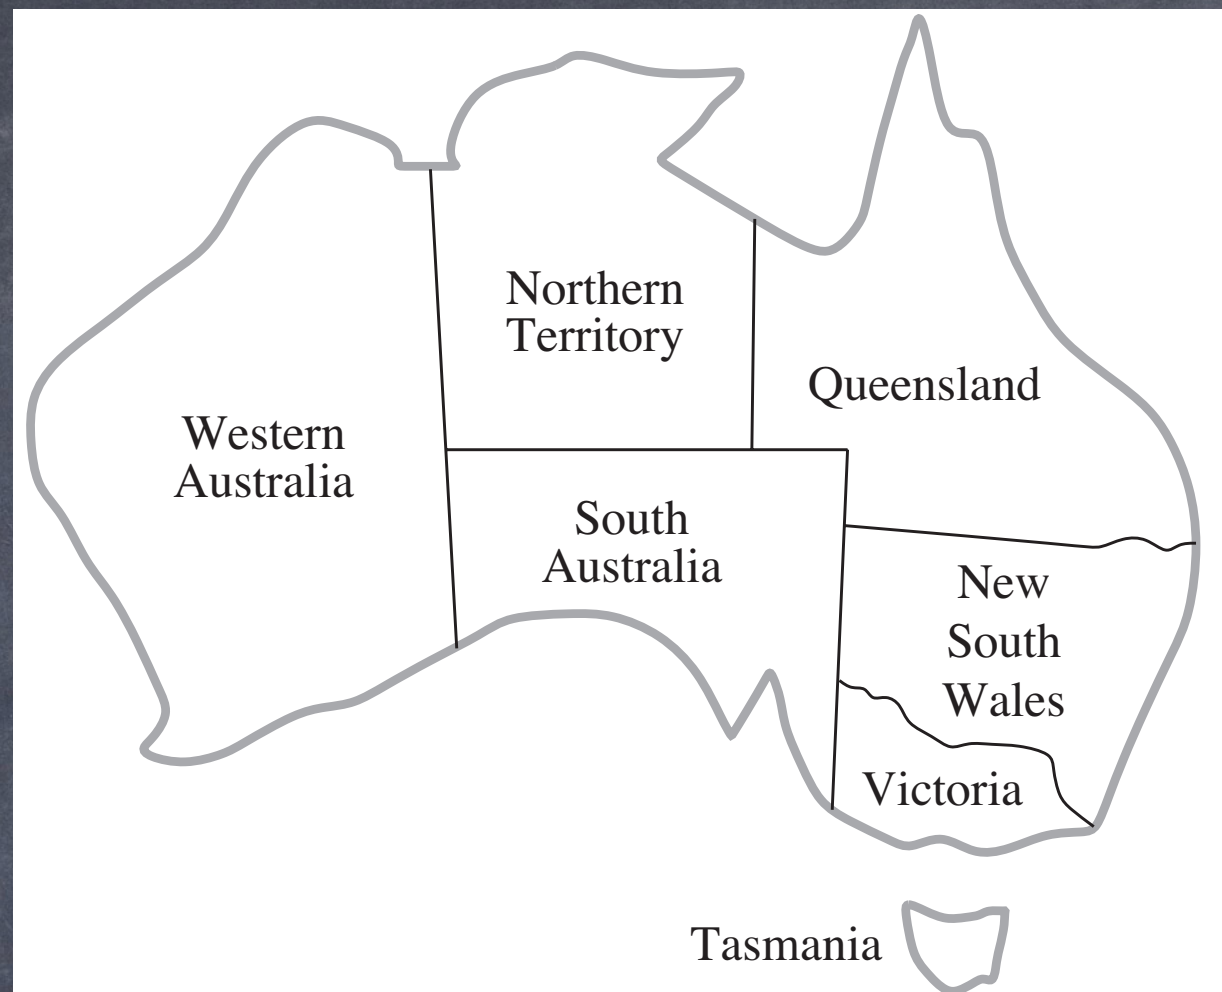 Northern
Territory
Queensland
Western
Australia
South
Australia
New
South
Wales
Victoria
Tasmania